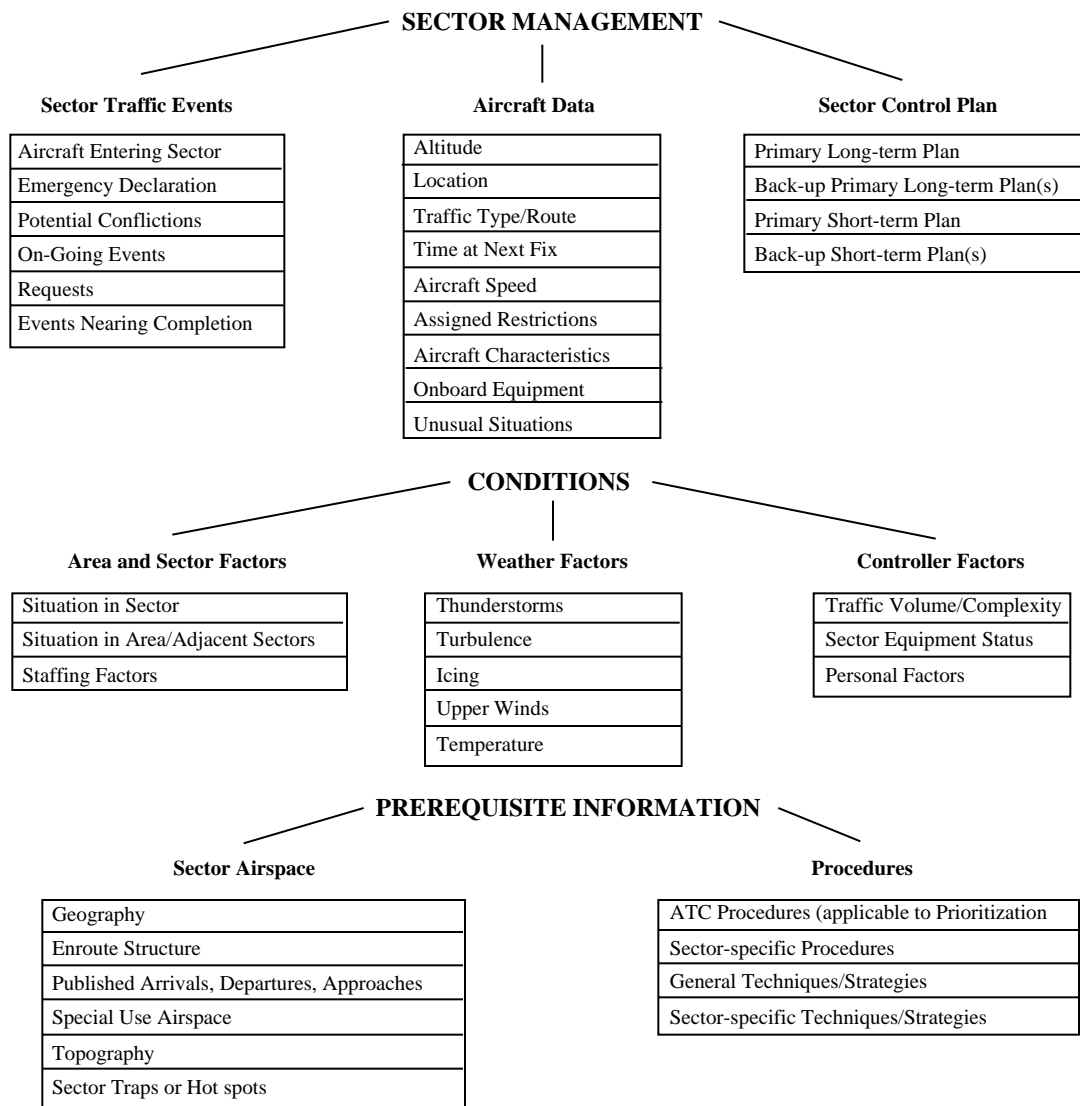 SECTOR MANAGEMENT
Sector Traffic Events
Aircraft Entering Sector
Emergency Declaration
Potential Conflictions
On-Going Events
Requests
Events Nearing Completion
Aircraft Data
Altitude
Location
Traffic Type/Route
Time at Next Fix
Aircraft Speed
Assigned Restrictions
Aircraft Characteristics
Onboard Equipment
Unusual Situations
Sector Control Plan
Primary Long-term Plan
Back-up Primary Long-term Plan(s)
Primary Short-term Plan
Back-up Short-term Plan(s)
CONDITIONS
Area and Sector Factors
Situation in Sector
Situation in Area/Adjacent Sectors
Staffing Factors
Weather Factors
Thunderstorms
Turbulence
Icing
Upper Winds
Temperature
Controller Factors
Traffic Volume/Complexity
Sector Equipment Status
Personal Factors
PREREQUISITE INFORMATION
Sector Airspace
Geography
Enroute Structure
Published Arrivals, Departures, Approaches
Special Use Airspace
Topography
Sector Traps or Hot spots
Procedures
ATC Procedures (applicable to Prioritization
Sector-specific Procedures
General Techniques/Strategies
Sector-specific Techniques/Strategies